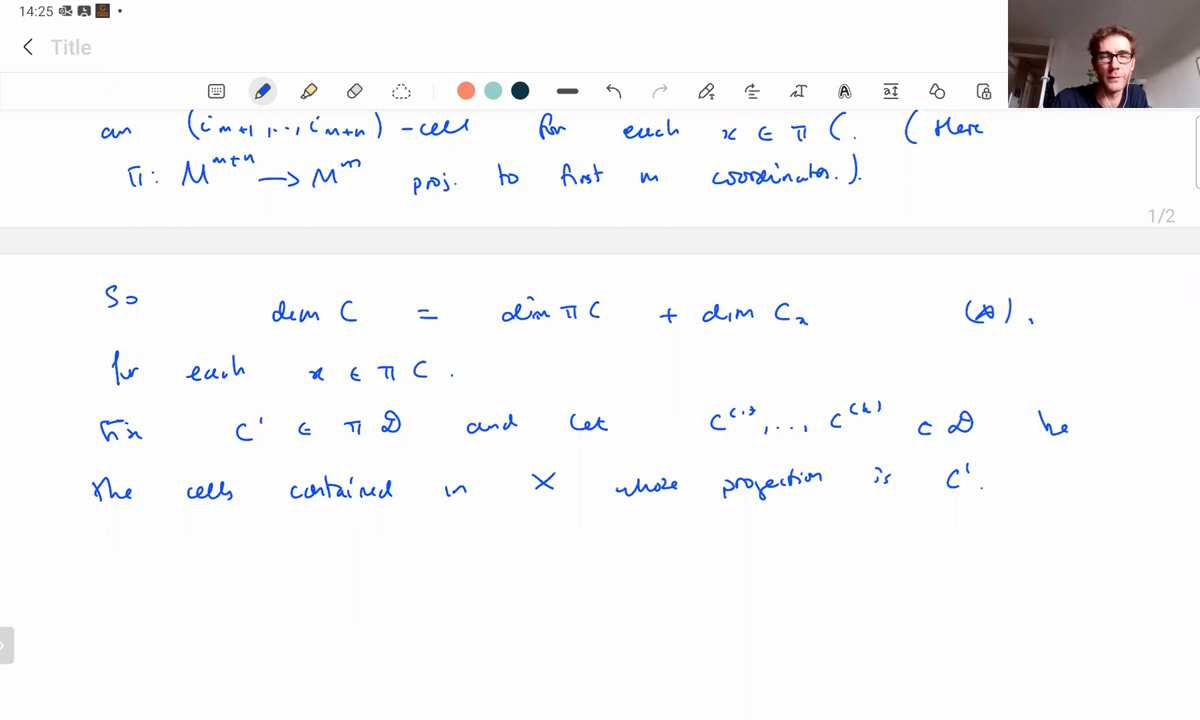 14:25
Title
an (i_{m+1}, .., i_{m+n}) - cell for each x ∈ π C. (Here
π: M^{m+n} → M^m proj. to first m coordinates.).
1/2
So
dim C = dim π C + dim C_x (*).
for each x ∈ π C.
Fix C' ∈ π 𝒟 and let C^{(1)}, ..., C^{(k)} ⊂ 𝒟 be
the cells contained in X whose projection is C'.